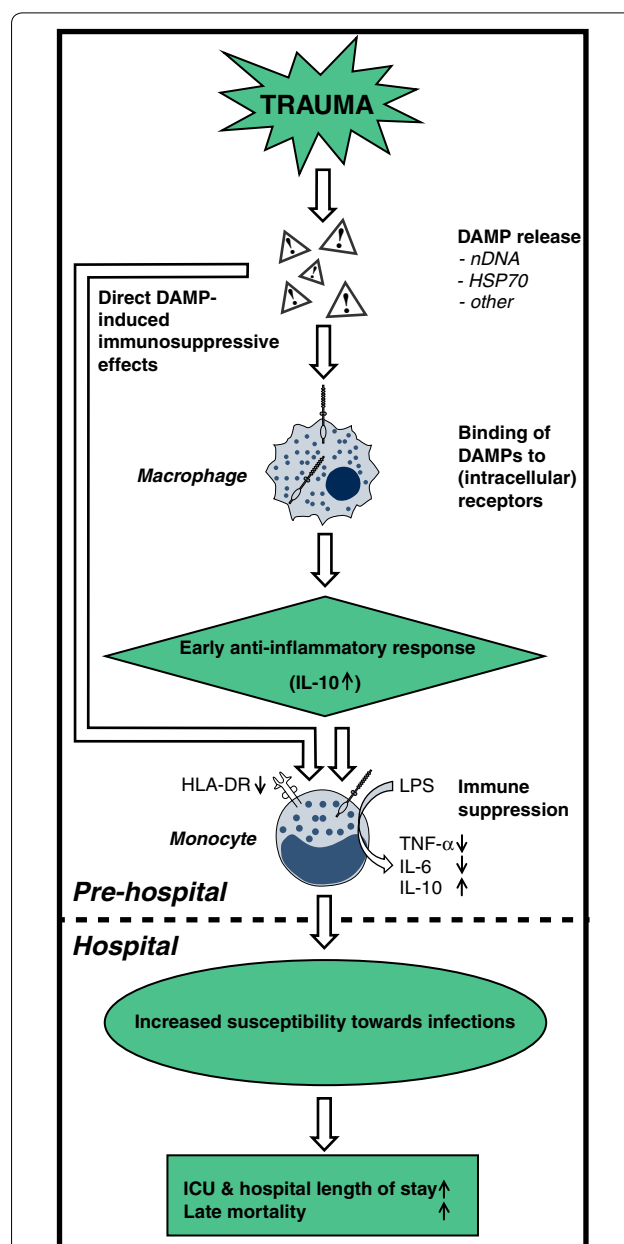 TRAUMA
DAMP release
- nDNA
- HSP70
- other
Direct DAMP-
induced
immunosuppressive
effects
Macrophage
Binding of
DAMPs to
(intracellular)
receptors
Early anti-inflammatory response
(IL-10↑)
HLA-DR↓
LPS
Immune
suppression
Monocyte
TNF-α↓
IL-6 ↓
IL-10 ↑
Pre-hospital
Hospital
Increased susceptibility towards infections
ICU & hospital length of stay↑
Late mortality ↑